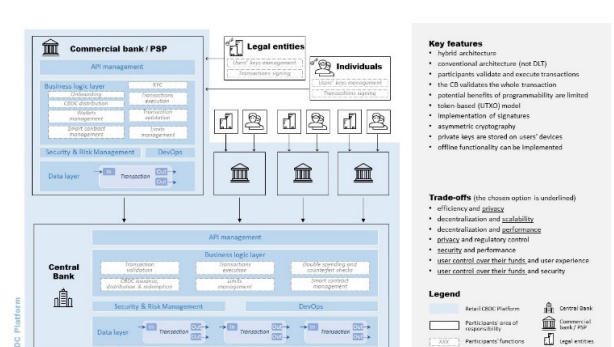 Commercial bank / PSP
API management
Business logic layer
Onboarding
KYC
CBDC distribution
Transactions
execution
Wallets
management
Transaction
validation
Smart contract
management
Limits
management
Security & Risk Management
DevOps
Data layer
In
Transaction
Out
Out
Legal entities
Users' keys management
Transactions signing
Individuals
Users' keys management
Transactions signing
Central
Bank
API management
Business logic layer
Transaction
validation
Transactions
execution
Double spending and
counterfeit checks
CBDC issuance,
distribution & redemption
Limits
management
Smart contract
management
Security & Risk Management
DevOps
Data layer
In
Transaction
Out
Out
In
Transaction
Out
Out
In
Transaction
Out
Out
DC Platform
Key features
• hybrid architecture
• conventional architecture (not DLT)
• participants validate and execute transactions
• the CB validates the whole transaction
• potential benefits of programmability are limited
• token-based (UTXO) model
• implementation of signatures
• asymmetric cryptography
• private keys are stored on users' devices
• offline functionality can be implemented
Trade-offs (the chosen option is underlined)
• efficiency and privacy
• decentralization and scalability
• decentralization and performance
• privacy and regulatory control
• security and performance
• user control over their funds and user experience
• user control over their funds and security
Legend
Retail CBDC Platform
Central Bank
Participants' area of
responsibility
Commercial
bank / PSP
XXX
Participants' functions
Legal entities